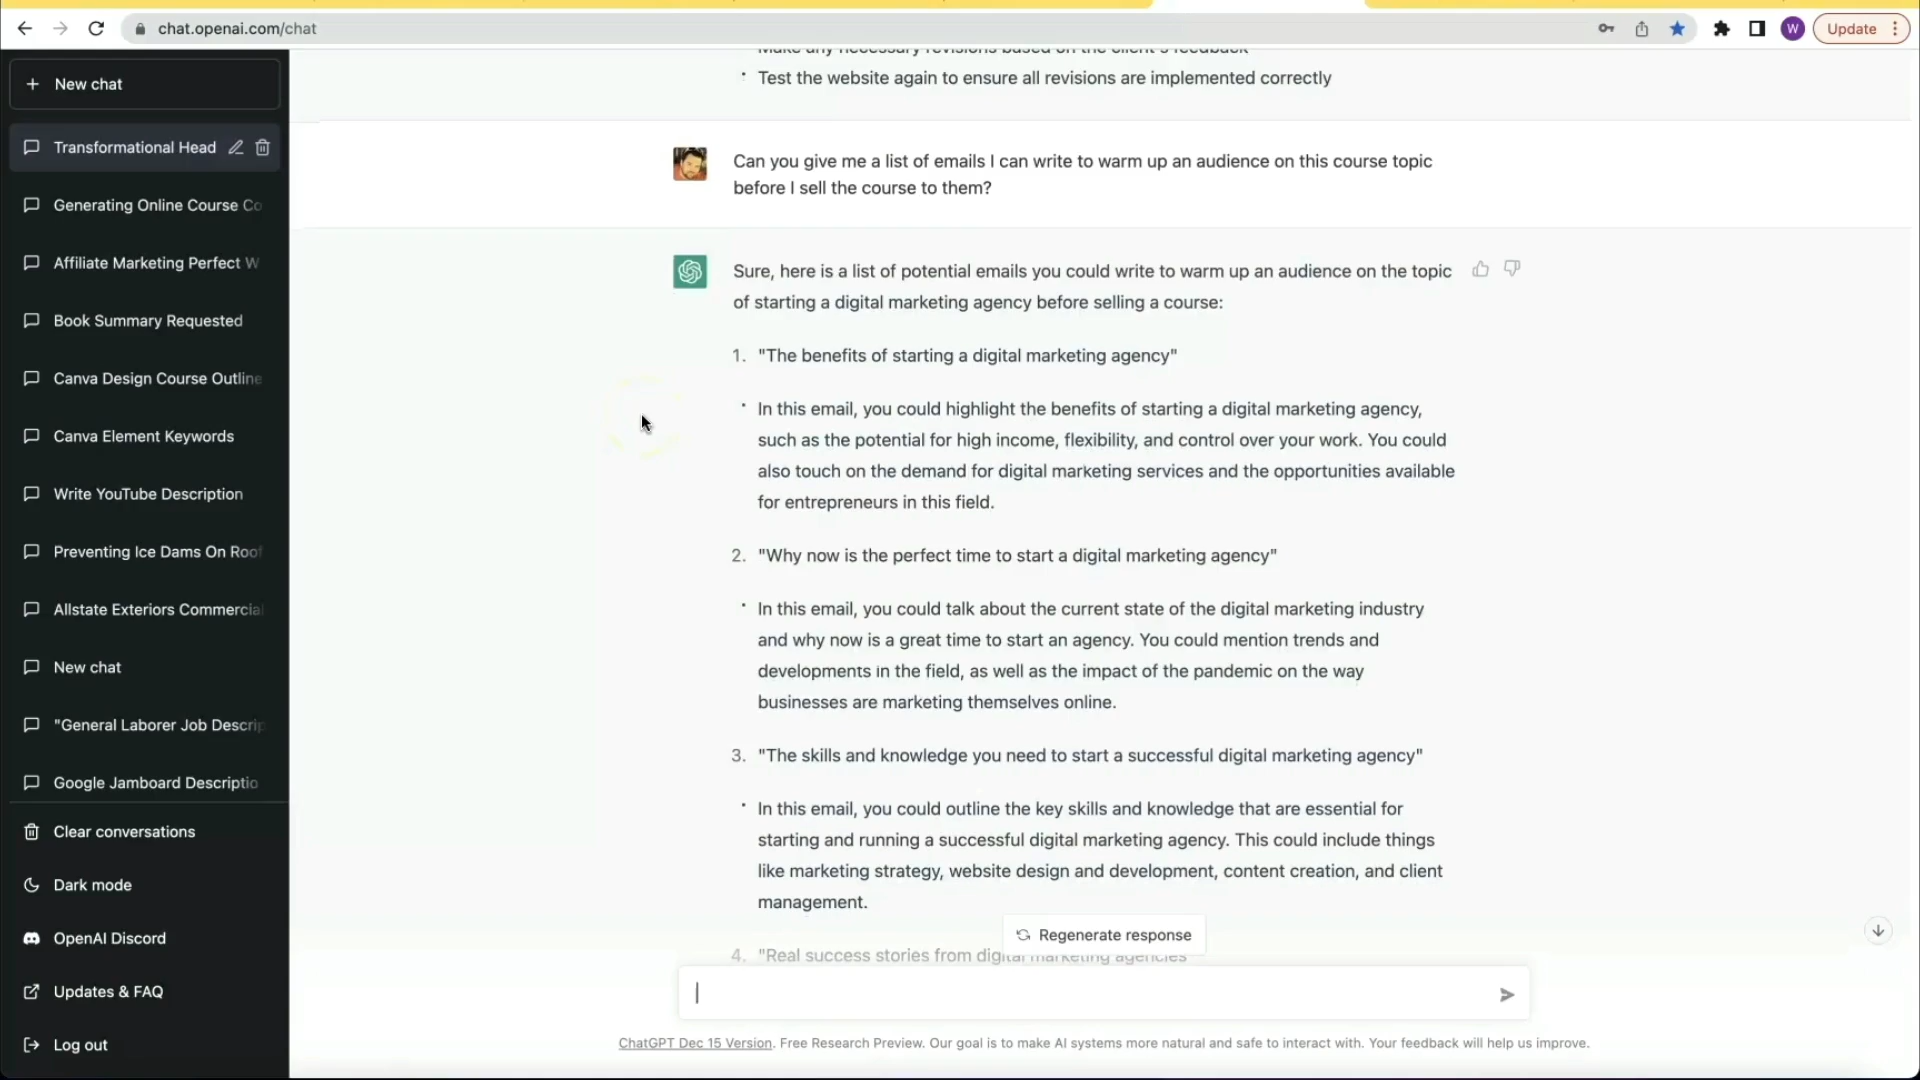 chat.openai.com/chat
W
Update
New chat
Transformational Head
Generating Online Course Co
Affiliate Marketing Perfect W
Book Summary Requested
Canva Design Course Outline
Canva Element Keywords
Write YouTube Description
Preventing Ice Dams On Roof
Allstate Exteriors Commercial
New chat
"General Laborer Job Descrip
Google Jamboard Descriptio
Clear conversations
Dark mode
OpenAI Discord
Updates & FAQ
Log out
Make any necessary revisions based on the client's feedback
· Test the website again to ensure all revisions are implemented correctly
Can you give me a list of emails I can write to warm up an audience on this course topic
before I sell the course to them?
Sure, here is a list of potential emails you could write to warm up an audience on the topic
of starting a digital marketing agency before selling a course:
1. "The benefits of starting a digital marketing agency"
· In this email, you could highlight the benefits of starting a digital marketing agency,
such as the potential for high income, flexibility, and control over your work. You could
also touch on the demand for digital marketing services and the opportunities available
for entrepreneurs in this field.
2. "Why now is the perfect time to start a digital marketing agency"
· In this email, you could talk about the current state of the digital marketing industry
and why now is a great time to start an agency. You could mention trends and
developments in the field, as well as the impact of the pandemic on the way
businesses are marketing themselves online.
3. "The skills and knowledge you need to start a successful digital marketing agency"
· In this email, you could outline the key skills and knowledge that are essential for
starting and running a successful digital marketing agency. This could include things
like marketing strategy, website design and development, content creation, and client
management.
Regenerate response
4. "Real success stories from digital marketing agencies"
ChatGPT Dec 15 Version. Free Research Preview. Our goal is to make AI systems more natural and safe to interact with. Your feedback will help us improve.